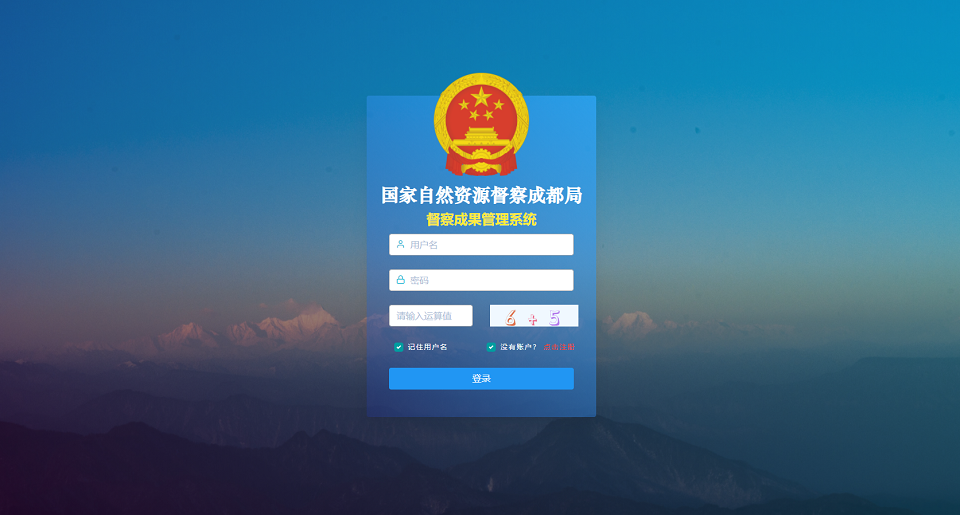 国家自然资源督察成都局
督察成果管理系统
用户名
密码
请输入运算值
6 + 5
记住用户名
没有账户? 点击注册
登录